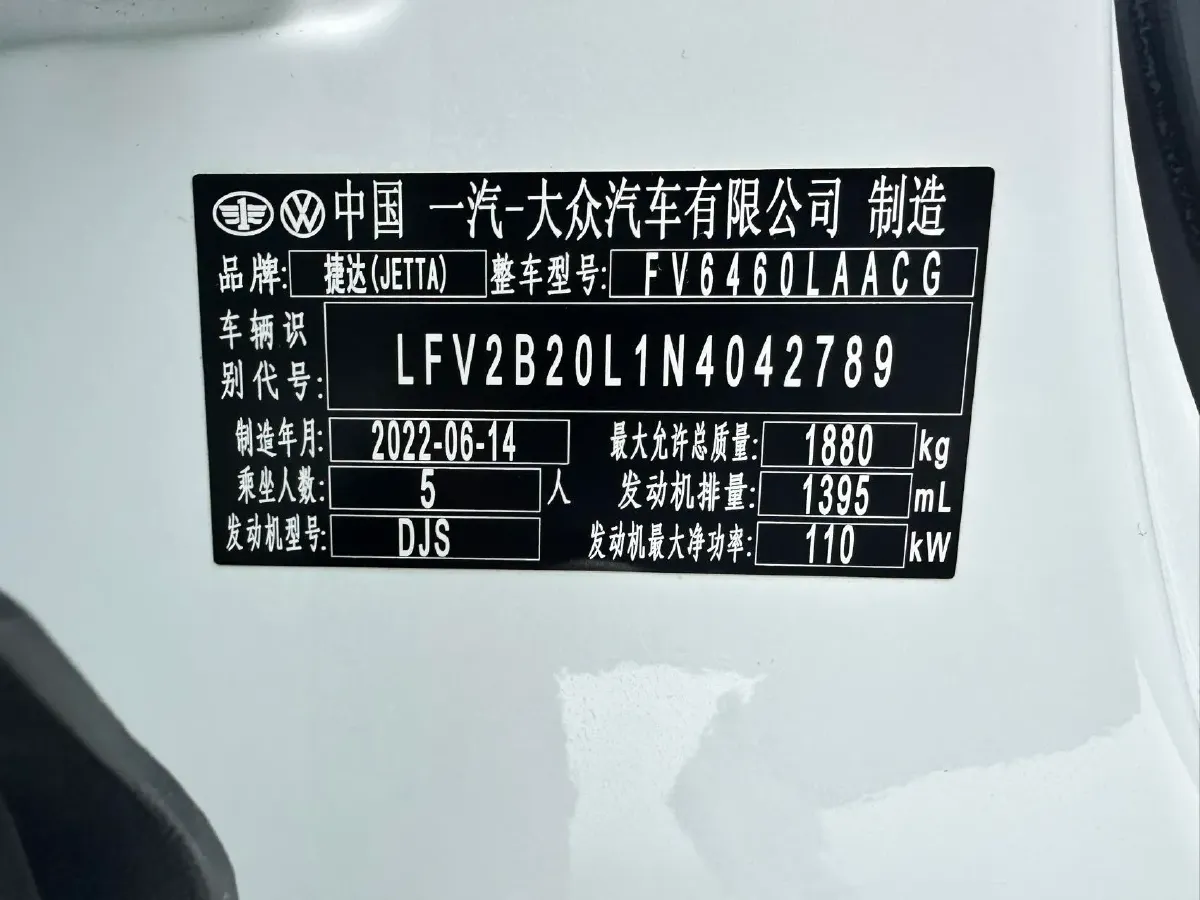 中国 一汽-大众汽车有限公司 制造
品牌: 捷达(JETTA) 整车型号: FV6460LAACG
车辆识别代号: LFV2B20L1N4042789
制造年月: 2022-06-14 最大允许总质量: 1880 kg
乘坐人数: 5 人 发动机排量: 1395 mL
发动机型号: DJS 发动机最大净功率: 110 kW